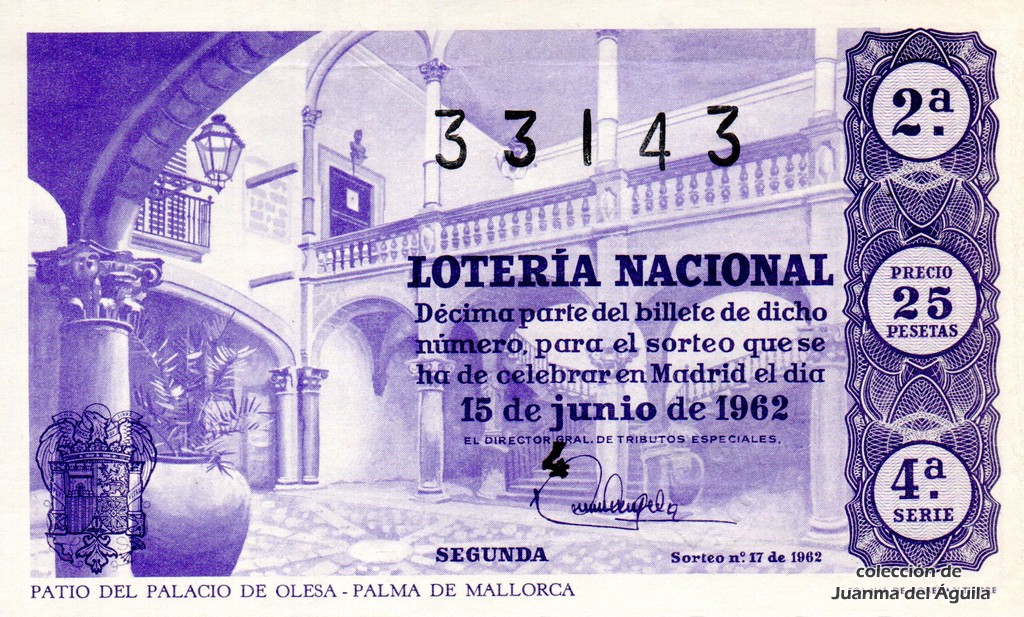 33143
2ª.
LOTERÍA NACIONAL
Décima parte del billete de dicho
número, para el sorteo que se
ha de celebrar en Madrid el día
15 de junio de 1962
EL DIRECTOR GRAL. DE TRIBUTOS ESPECIALES,
4
SEGUNDA
Sorteo nº. 17 de 1962
PRECIO
25
PESETAS
4ª.
SERIE
PATIO DEL PALACIO DE OLESA - PALMA DE MALLORCA
colección de
Juanma del Águila